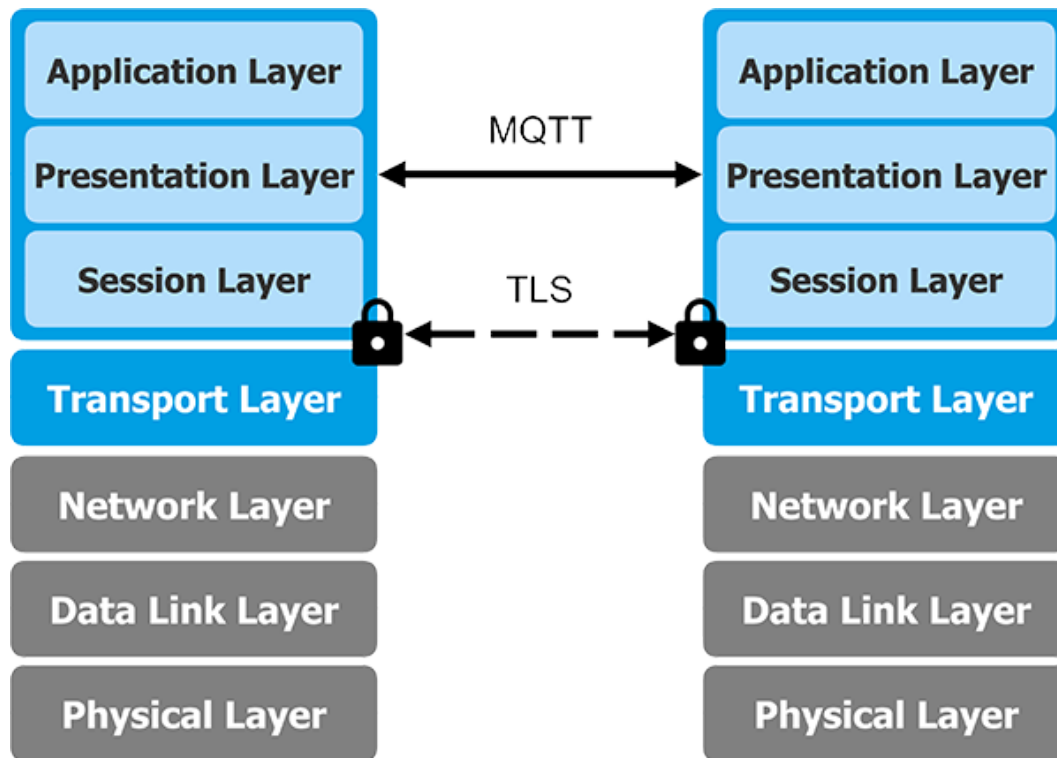 Application Layer
Presentation Layer
Session Layer
Transport Layer
Network Layer
Data Link Layer
Physical Layer
MQTT
TLS
Application Layer
Presentation Layer
Session Layer
Transport Layer
Network Layer
Data Link Layer
Physical Layer